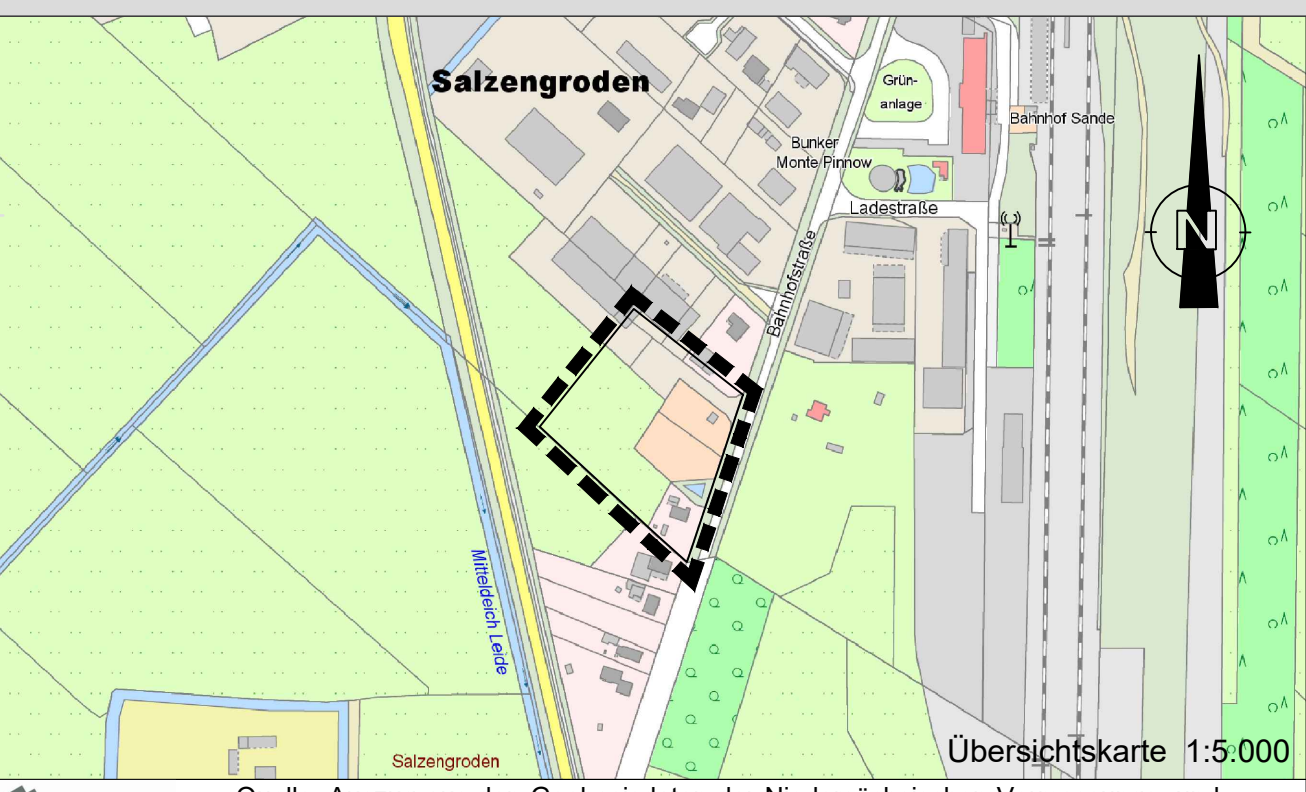 Salzengroden
Grün-
anlage
Bahnhof Sande
Bunker
Monte Pinnow
Ladestraße
Bahnhofstraße
N
Mitteldeich Leide
Salzengroden
Übersichtskarte 1:5.000